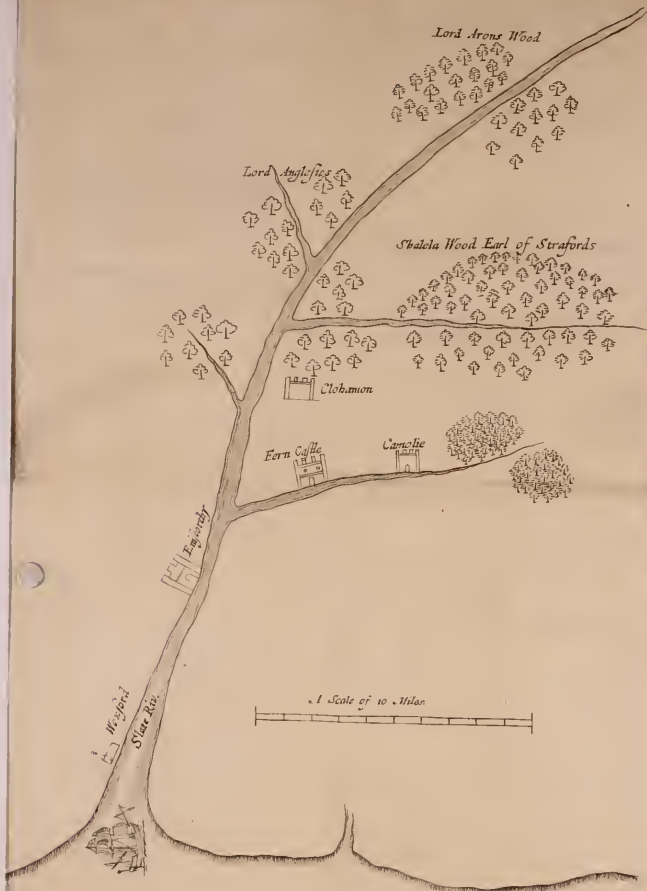 Lord Arons Wood
Lord Anglesies
Shalela Wood Earl of Strafords
Clohamon
Fern Castle
Camolie
Enisorthy
A Scale of 10 Miles
Wexford
Slane Riv.